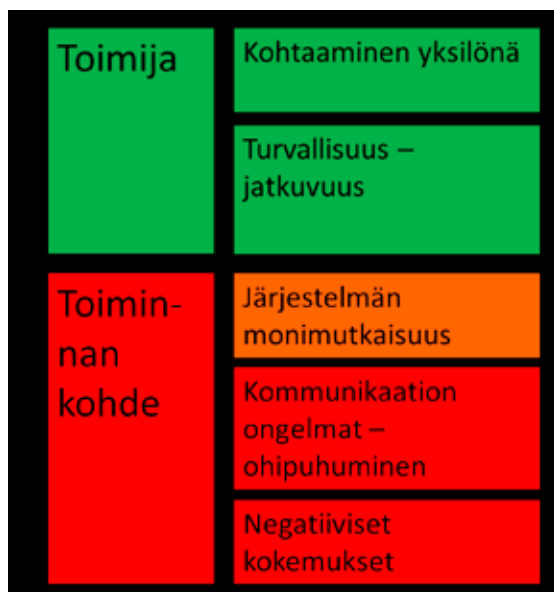 Toimija
Kohtaaminen yksilönä
Turvallisuus –
jatkuvuus
Toimin-
nan
kohde
Järjestelmän
monimutkaisuus
Kommunikaation
ongelmat –
ohipuhuminen
Negatiiviset
kokemukset